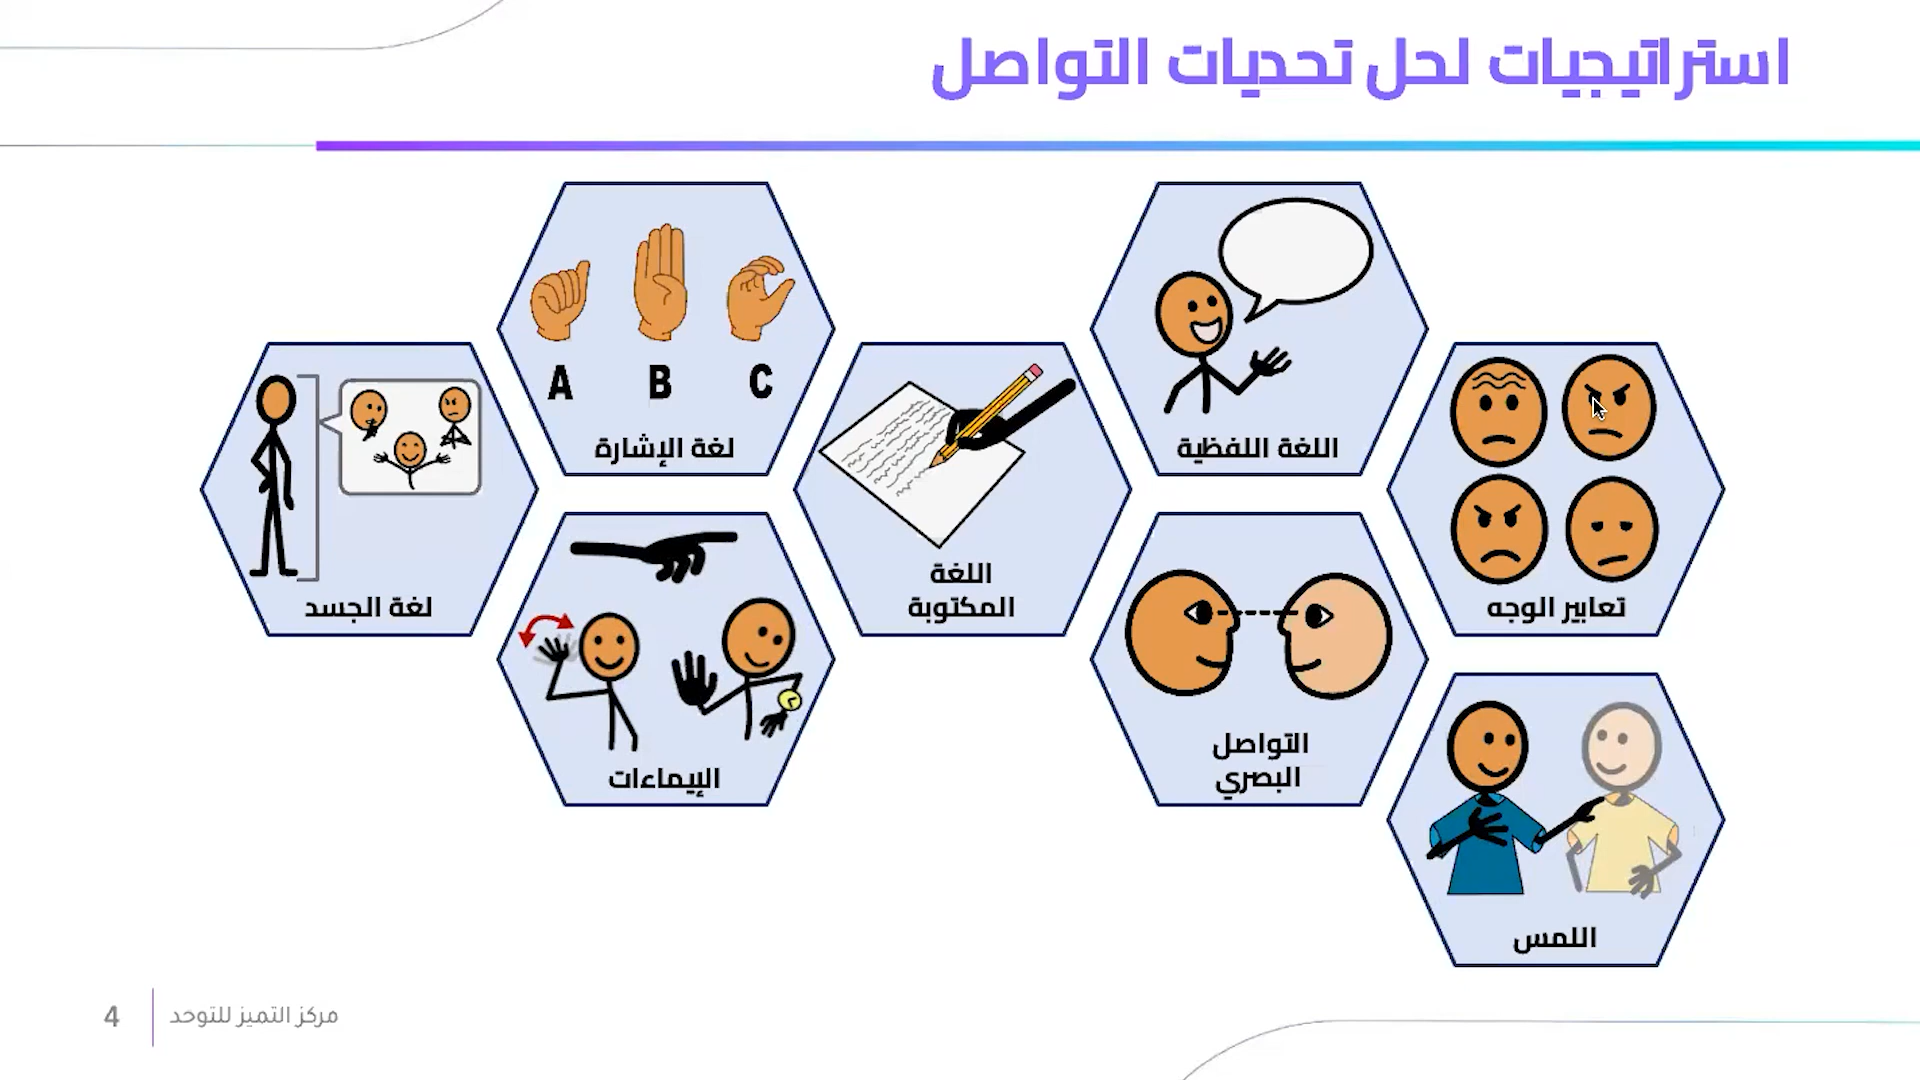 استراتيجيات لحل تحديات التواصل
اللغة اللفظية
تعابير الوجه
لغة الإشارة
A B C
اللغة
المكتوبة
لغة الجسد
التواصل
البصري
الإيماءات
اللمس
مركز التميز للتوحد
4